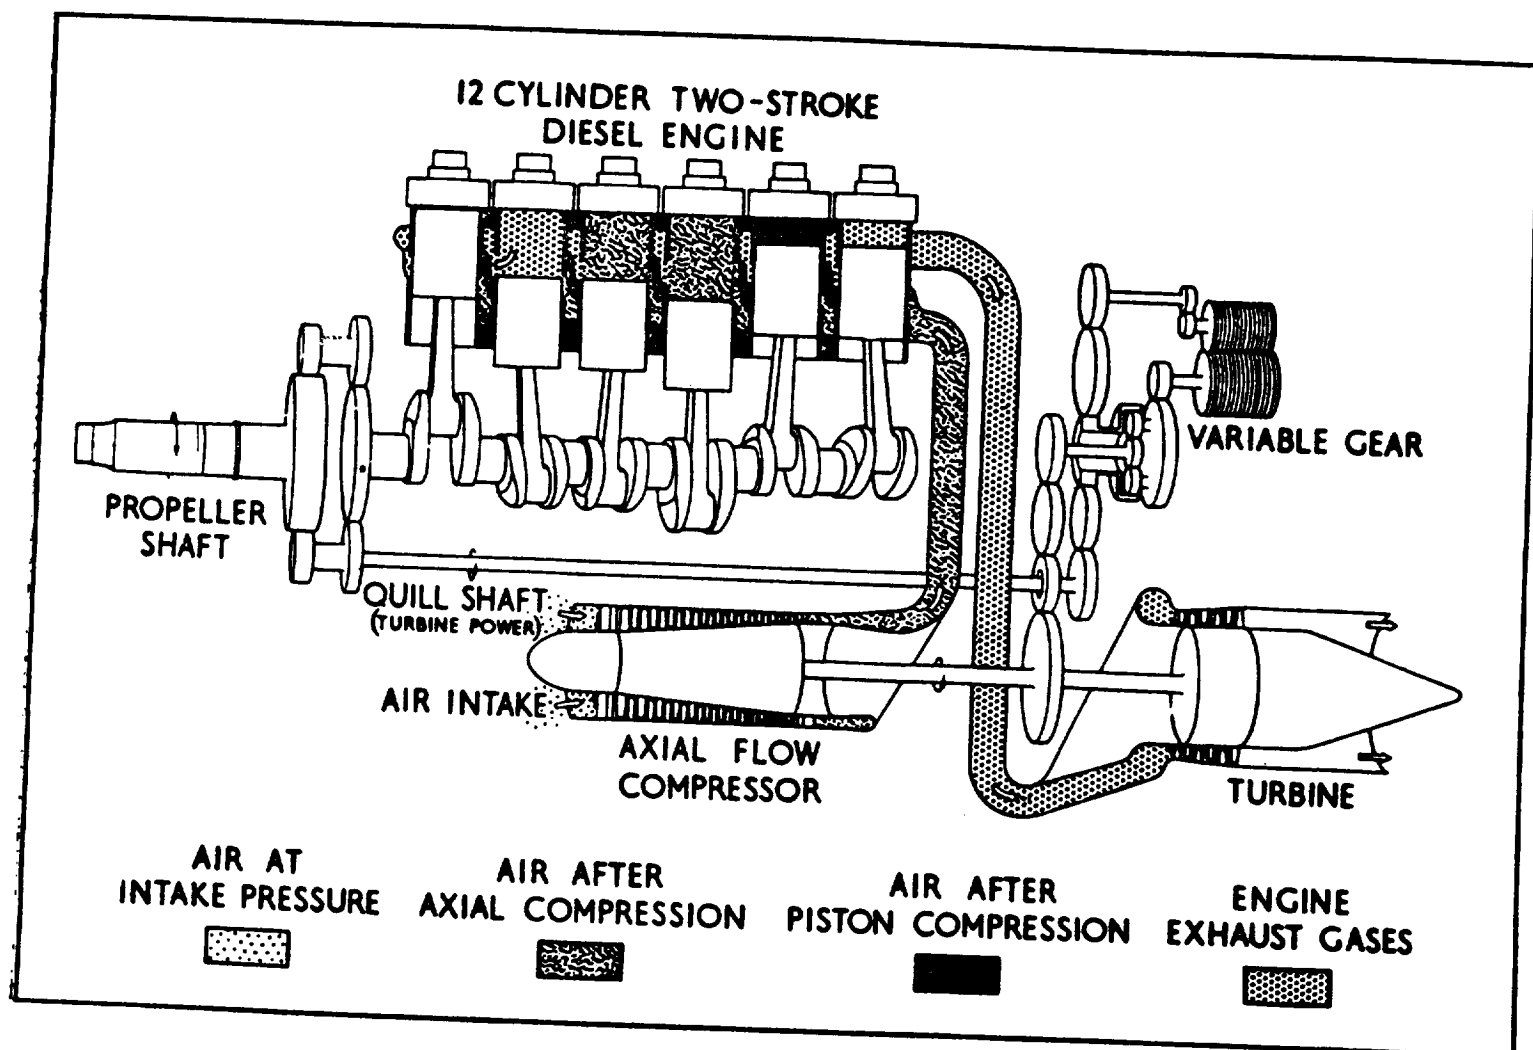 12 CYLINDER TWO-STROKE
DIESEL ENGINE
VARIABLE GEAR
PROPELLER
SHAFT
QUILL SHAFT
(TURBINE POWER)
AIR INTAKE
AXIAL FLOW
COMPRESSOR
TURBINE
AIR AT
INTAKE PRESSURE
AIR AFTER
AXIAL COMPRESSION
AIR AFTER
PISTON COMPRESSION
ENGINE
EXHAUST GASES